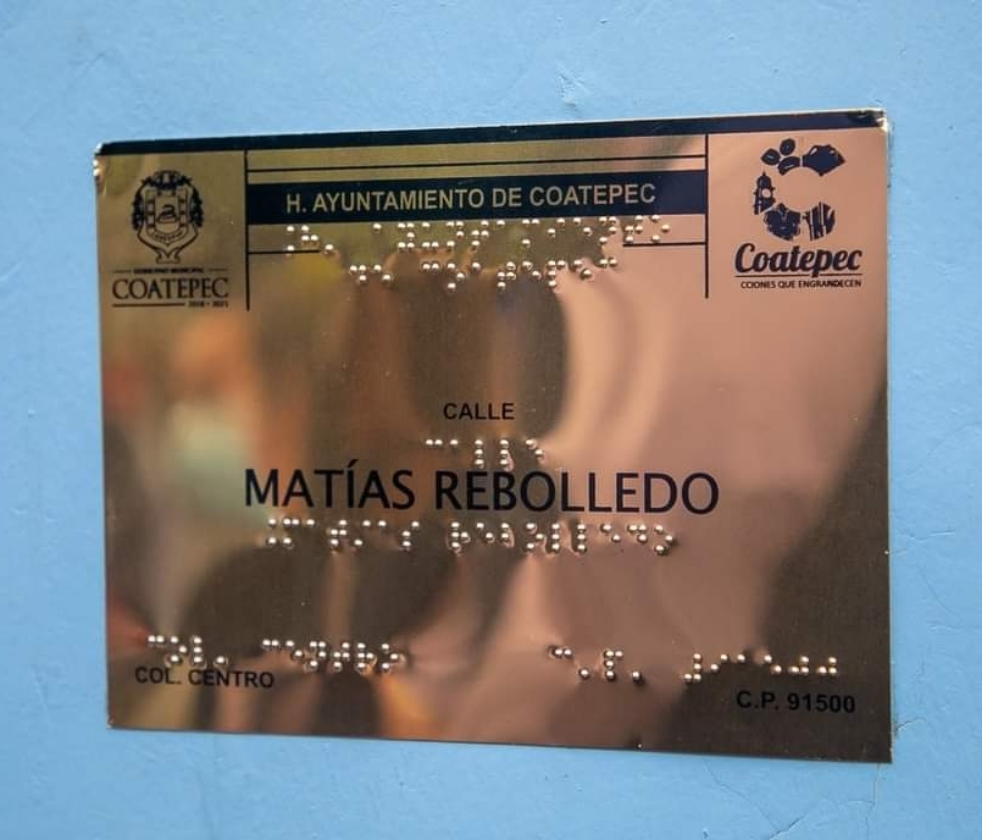 H. AYUNTAMIENTO DE COATEPEC
GOBIERNO MUNICIPAL
COATEPEC
2018 - 2021
Coatepec
CCIONES QUE ENGRANDECEN
CALLE
MATÍAS REBOLLEDO
COL. CENTRO
C.P. 91500